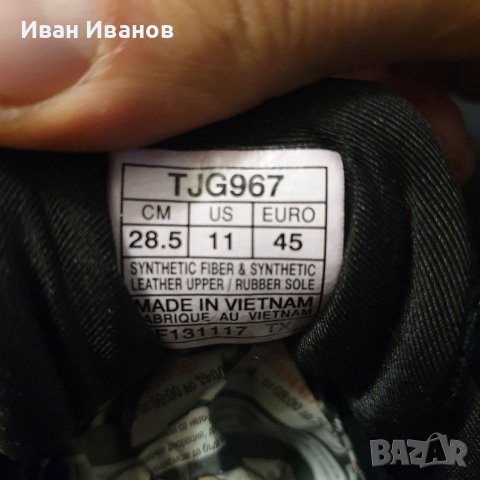 Иван Иванов
TJG967
CM US EURO
28.5 11 45
SYNTHETIC FIBER & SYNTHETIC
LEATHER UPPER / RUBBER SOLE
MADE IN VIETNAM
FABRIQUE AU VIETNAM
F131117 TX
BAZAR